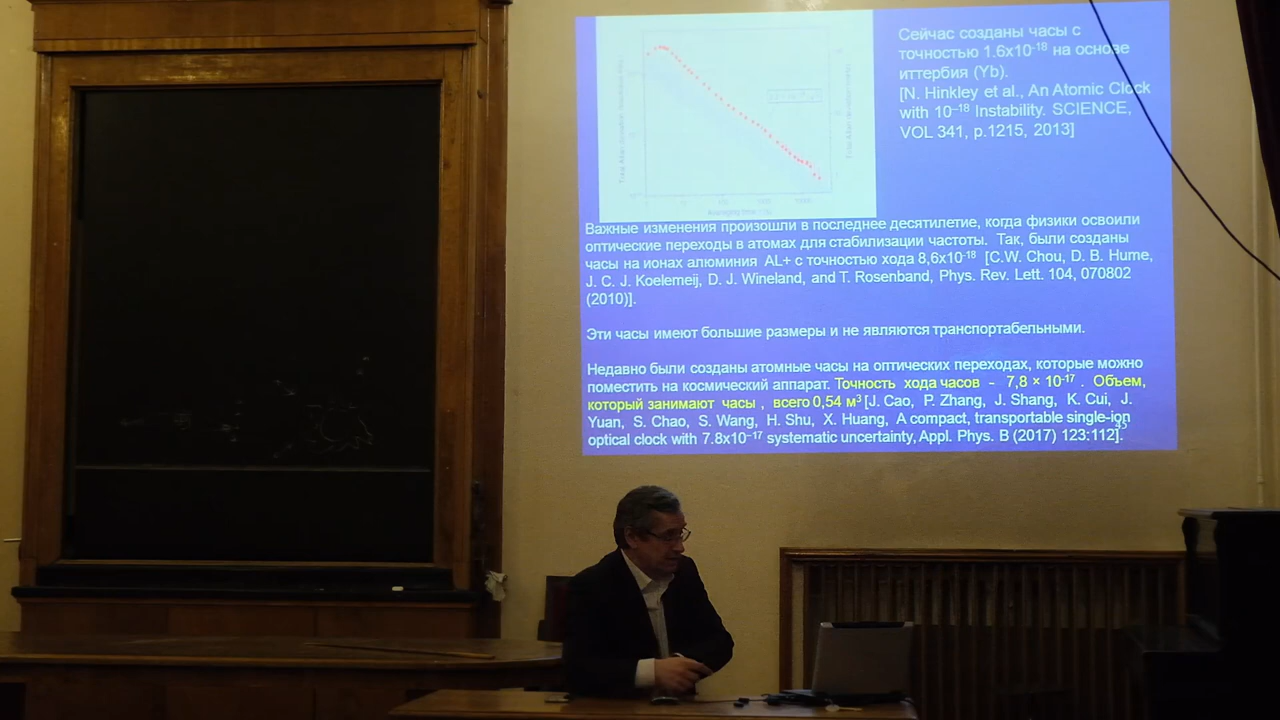 Сейчас созданы часы с
точностью 1.6x10-18 на основе
иттербия (Yb).
[N. Hinkley et al., An Atomic Clock
with 10–18 Instability. SCIENCE,
VOL 341, p.1215, 2013]
Averaging time (s)
Важные изменения произошли в последнее десятилетие, когда физики освоили
оптические переходы в атомах для стабилизации частоты. Так, были созданы
часы на ионах алюминия AL+ с точностью хода 8,6x10-18 [C.W. Chou, D. B. Hume,
J. C. J. Koelemeij, D. J. Wineland, and T. Rosenband, Phys. Rev. Lett. 104, 070802
(2010)].
Эти часы имеют большие размеры и не являются транспортабельными.
Недавно были созданы атомные часы на оптических переходах, которые можно
поместить на космический аппарат. Точность хода часов - 7,8 × 10-17 . Объем,
который занимают часы , всего 0,54 м3 [J. Cao, P. Zhang, J. Shang, K. Cui, J.
Yuan, S. Chao, S. Wang, H. Shu, X. Huang, A compact, transportable single-ion
optical clock with 7.8x10–17 systematic uncertainty, Appl. Phys. B (2017) 123:112].